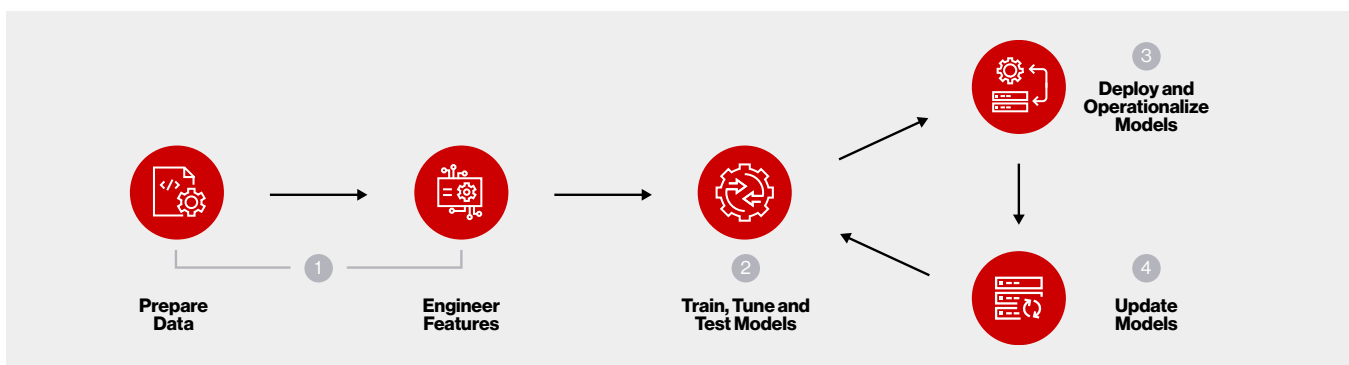 1
Prepare
Data
Engineer
Features
2
Train, Tune and
Test Models
3
Deploy and
Operationalize
Models
4
Update
Models